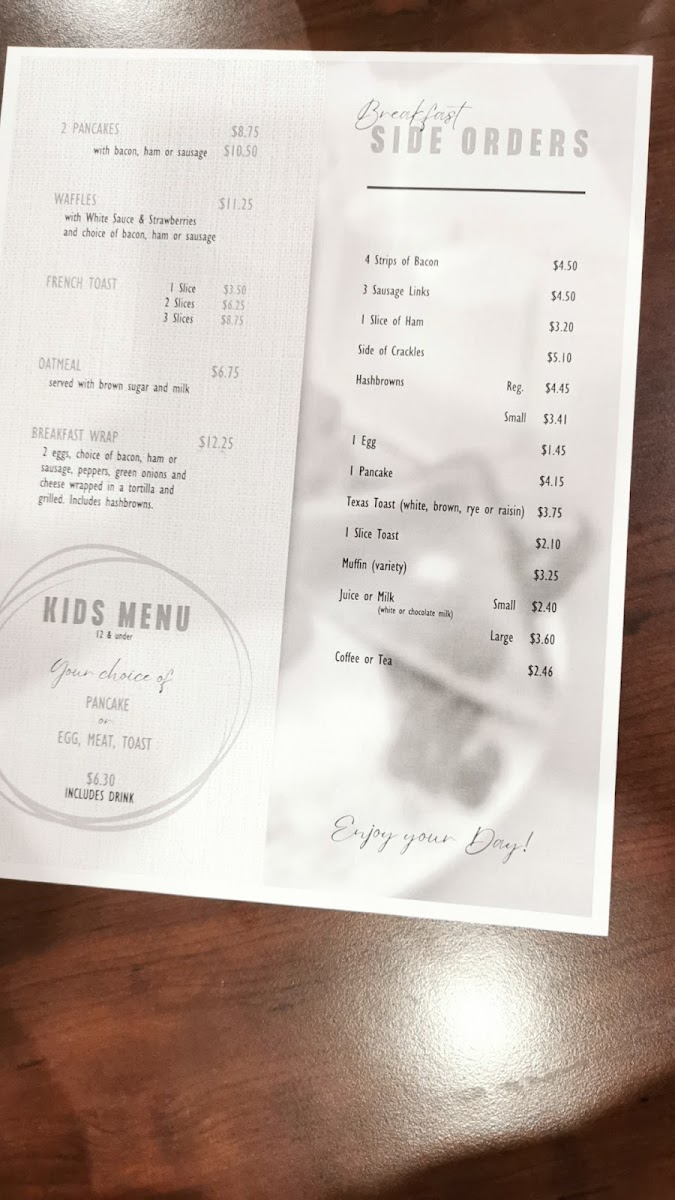 2 PANCAKES $8.75
with bacon, ham or sausage $10.50
WAFFLES $11.25
with White Sauce & Strawberries
and choice of bacon, ham or sausage
FRENCH TOAST 1 Slice $3.50
2 Slices $6.25
3 Slices $8.75
OATMEAL $6.75
served with brown sugar and milk
BREAKFAST WRAP $12.25
2 eggs, choice of bacon, ham or
sausage, peppers, green onions and
cheese wrapped in a tortilla and
grilled. Includes hashbrowns.
KIDS MENU
12 & under
Your choice of
PANCAKE
or
EGG, MEAT, TOAST
$6.30
INCLUDES DRINK
Breakfast
SIDE ORDERS
4 Strips of Bacon $4.50
3 Sausage Links $4.50
1 Slice of Ham $3.20
Side of Crackles $5.10
Hashbrowns Reg. $4.45
Small $3.41
1 Egg $1.45
1 Pancake $4.15
Texas Toast (white, brown, rye or raisin) $3.75
1 Slice Toast $2.10
Muffin (variety) $3.25
Juice or Milk Small $2.40
(white or chocolate milk)
Large $3.60
Coffee or Tea $2.46
Enjoy your Day!